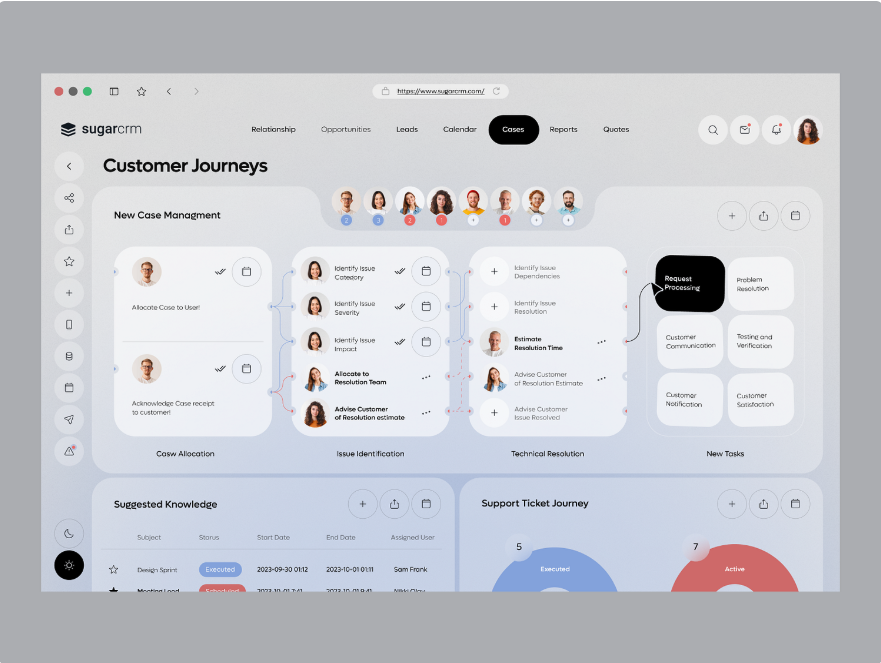 https://www.sugarcrm.com/
sugarcrm
Relationship
Opportunities
Leads
Calendar
Cases
Reports
Quotes
Customer Journeys
New Case Managment
2
3
2
1
+
1
+
+
Allocate Case to User!
Acknowledge Case receipt
to customer!
Casw Allocation
Identify Issue
Category
Identify Issue
Severity
Identify Issue
Impact
Allocate to
Resolution Team
Advise Customer
of Resolution estimate
Issue Identification
Identify Issue
Dependencies
Identify Issue
Resolution
Estimate
Resolution Time
Advise Customer
of Resolution Estimate
Advise Customer
Issue Resolved
Technical Resolution
Request
Processing
Problem
Resolution
Customer
Communication
Testing and
Verification
Customer
Notification
Customer
Satisfaction
New Tasks
Suggested Knowledge
Subject
Storus
Start Date
End Date
Assigned User
Design Sprint
Executed
2023-09-30 01:12
2023-10-01 01:11
Sam Frank
Meeting Lead
Scheduled
2023-10-01 7:41
2023-10-01 9:41
Support Ticket Journey
5
Executed
7
Active